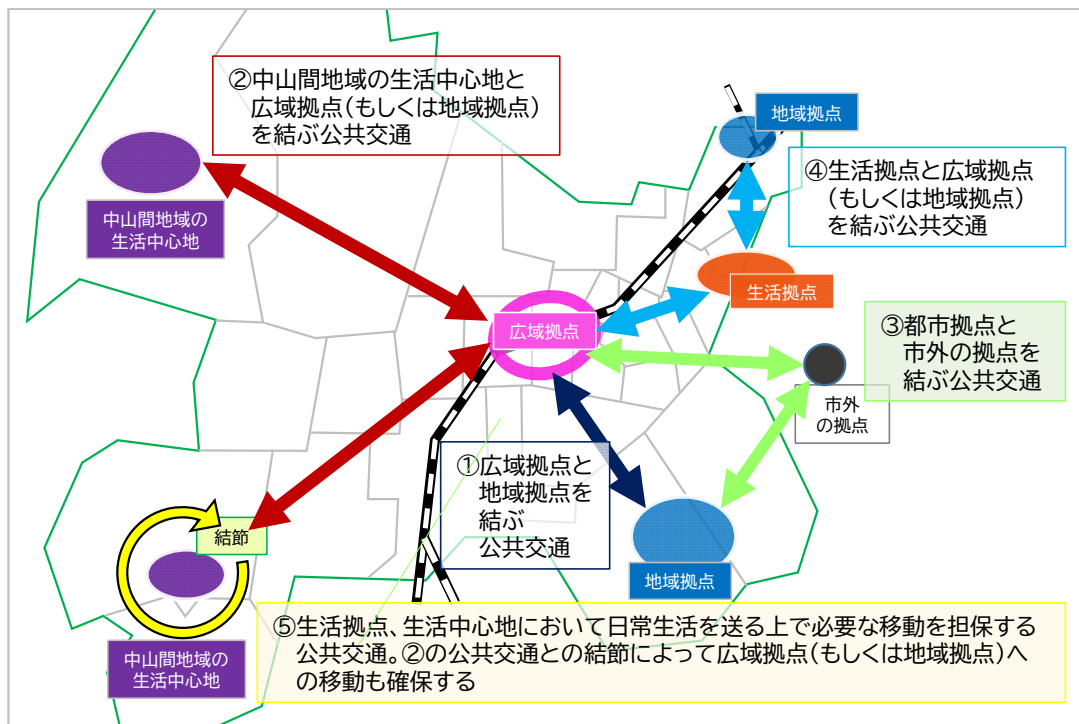 ②中山間地域の生活中心地と
広域拠点(もしくは地域拠点)
を結ぶ公共交通
地域拠点
④生活拠点と広域拠点
(もしくは地域拠点)
を結ぶ公共交通
中山間地域の
生活中心地
生活拠点
広域拠点
③都市拠点と
市外の拠点を
結ぶ公共交通
市外
の拠点
①広域拠点と
地域拠点を
結ぶ
公共交通
結節
地域拠点
中山間地域の
生活中心地
⑤生活拠点、生活中心地において日常生活を送る上で必要な移動を担保する
公共交通。②の公共交通との結節によって広域拠点(もしくは地域拠点)へ
の移動も確保する